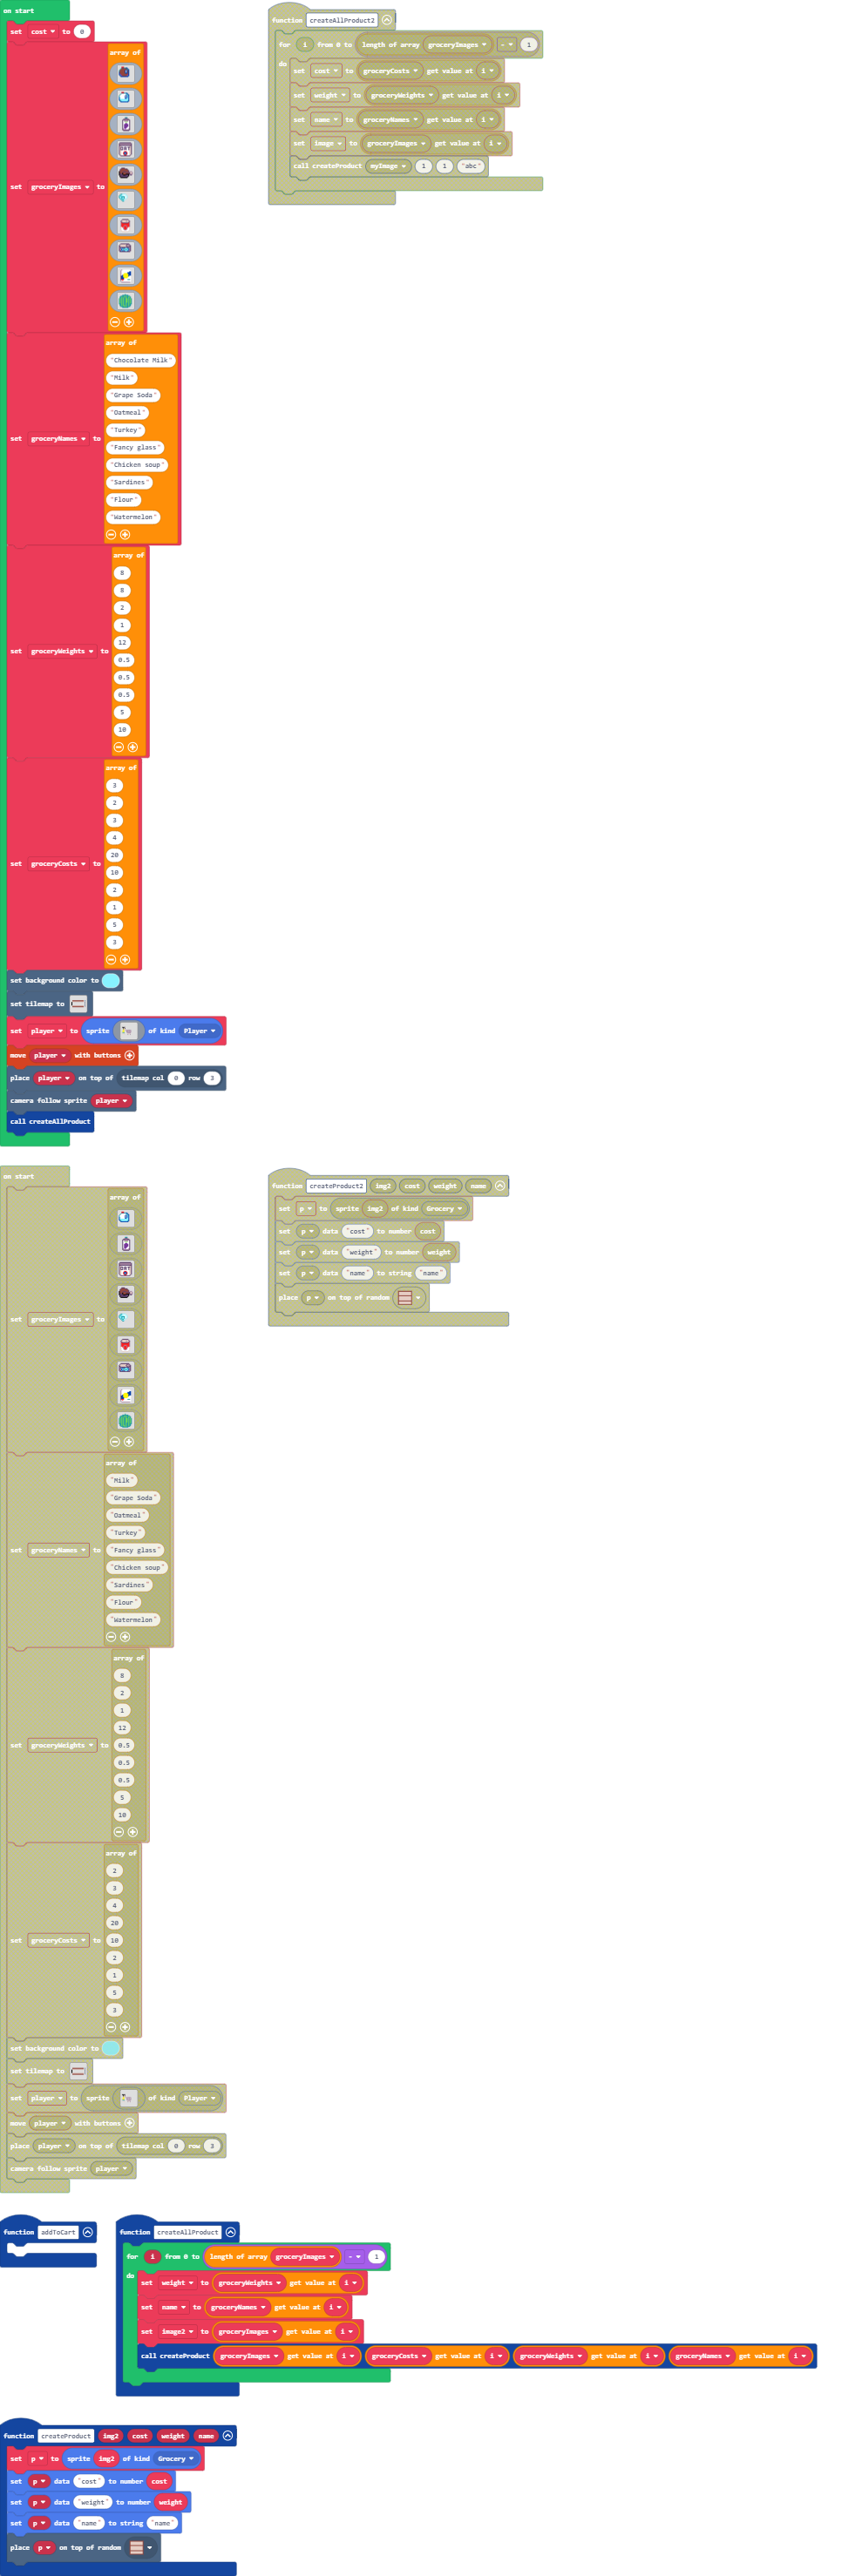 on start
set cost to 0
set groceryImages to array of
set groceryNames to array of
"Chocolate Milk"
"Milk"
"Grape Soda"
"Oatmeal"
"Turkey"
"Fancy glass"
"Chicken soup"
"Sardines"
"Flour"
"Watermelon"
set groceryWeights to array of
8
8
2
1
12
0.5
0.5
0.5
5
10
set groceryCosts to array of
3
2
3
4
20
10
2
1
5
3
set background color to
set tilemap to
set player to sprite of kind Player
move player with buttons
place player on top of tilemap col 0 row 3
camera follow sprite player
call createAllProduct
function createAllProduct2
for i from 0 to length of array groceryImages - 1
do
set cost to groceryCosts get value at i
set weight to groceryWeights get value at i
set name to groceryNames get value at i
set image to groceryImages get value at i
call createProduct myImage 1 1 "abc"
on start
set groceryImages to array of
set groceryNames to array of
"Milk"
"Grape Soda"
"Oatmeal"
"Turkey"
"Fancy glass"
"Chicken soup"
"Sardines"
"Flour"
"Watermelon"
set groceryWeights to array of
8
2
1
12
0.5
0.5
0.5
5
10
set groceryCosts to array of
2
3
4
20
10
2
1
5
3
set background color to
set tilemap to
set player to sprite of kind Player
move player with buttons
place player on top of tilemap col 0 row 3
camera follow sprite player
function createProduct2 img2 cost weight name
set p to sprite img2 of kind Grocery
set p data "cost" to number cost
set p data "weight" to number weight
set p data "name" to string "name"
place p on top of random
function addToCart
function createAllProduct
for i from 0 to length of array groceryImages - 1
do
set weight to groceryWeights get value at i
set name to groceryNames get value at i
set image2 to groceryImages get value at i
call createProduct groceryImages get value at i groceryCosts get value at i groceryWeights get value at i groceryNames get value at i
function createProduct img2 cost weight name
set p to sprite img2 of kind Grocery
set p data "cost" to number cost
set p data "weight" to number weight
set p data "name" to string "name"
place p on top of random